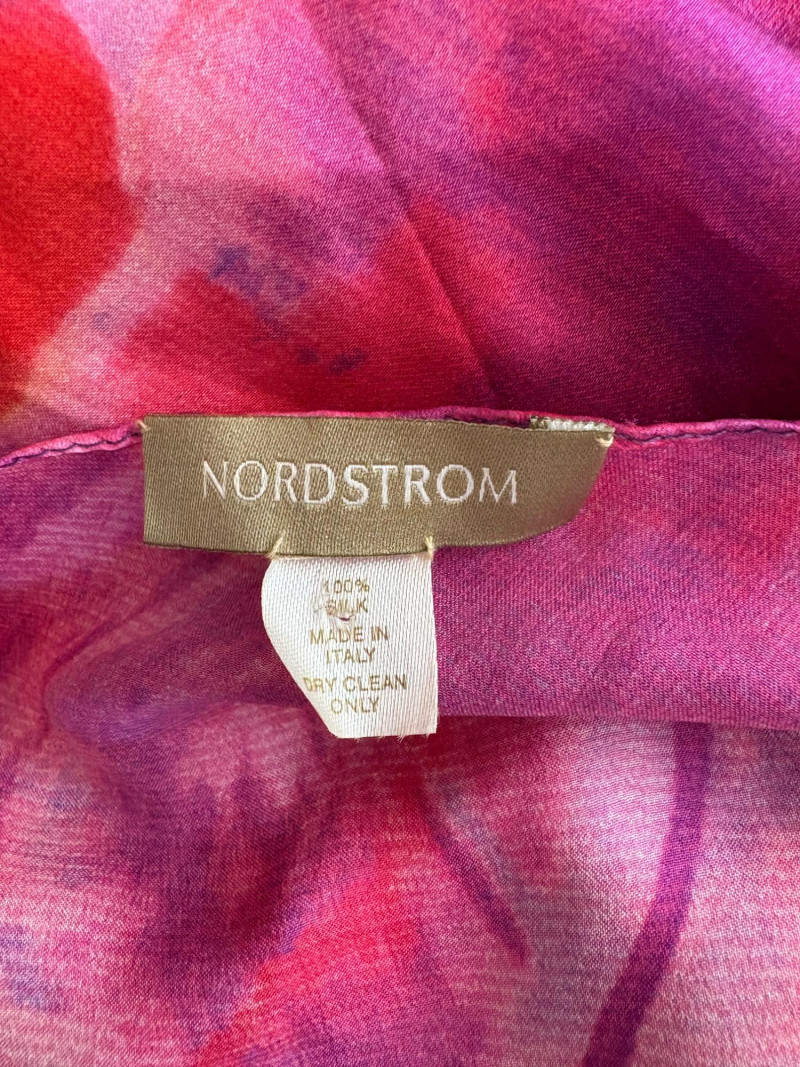 NORDSTROM
100%
SILK
MADE IN
ITALY
DRY CLEAN
ONLY